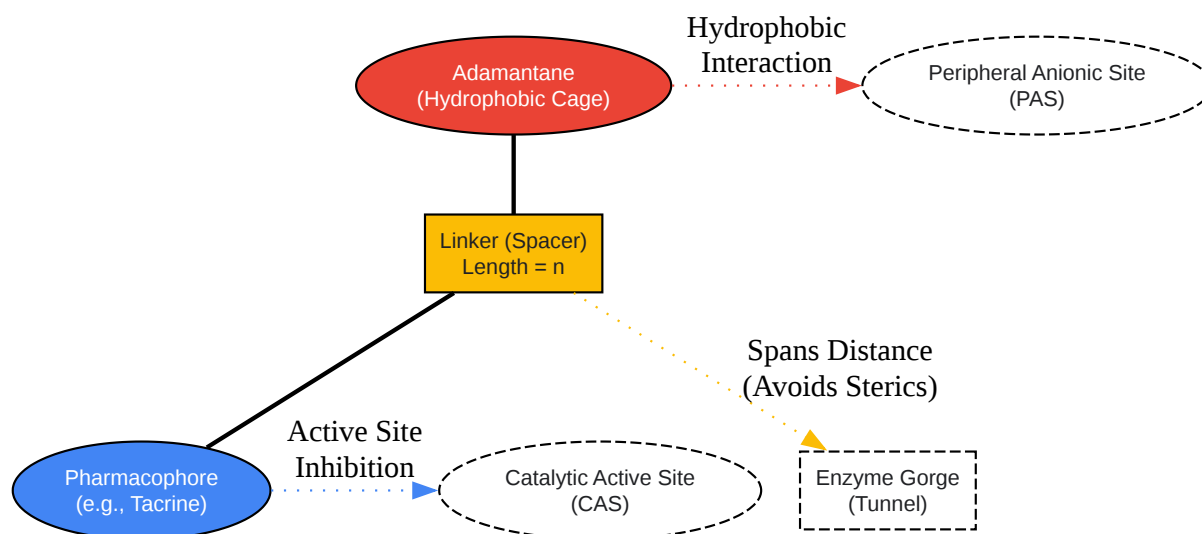 Hydrophobic
Interaction
Adamantane
(Hydrophobic Cage)
Peripheral Anionic Site
(PAS)
Linker (Spacer)
Length = n
Spans Distance
(Avoids Sterics)
Active Site
Inhibition
Pharmacophore
(e.g., Tacrine)
Catalytic Active Site
(CAS)
Enzyme Gorge
(Tunnel)